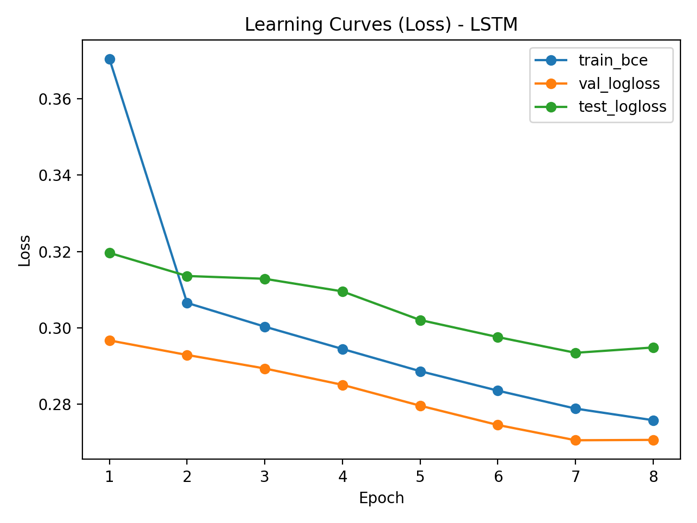 Learning Curves (Loss) - LSTM
train_bce
val_logloss
test_logloss
0.36
0.34
0.32
0.30
0.28
Loss
1 2 3 4 5 6 7 8
Epoch